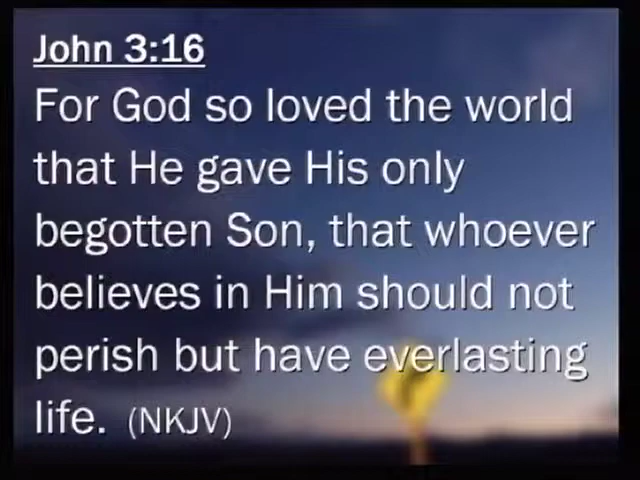 John 3:16
For God so loved the world
that He gave His only
begotten Son, that whoever
believes in Him should not
perish but have everlasting
life. (NKJV)